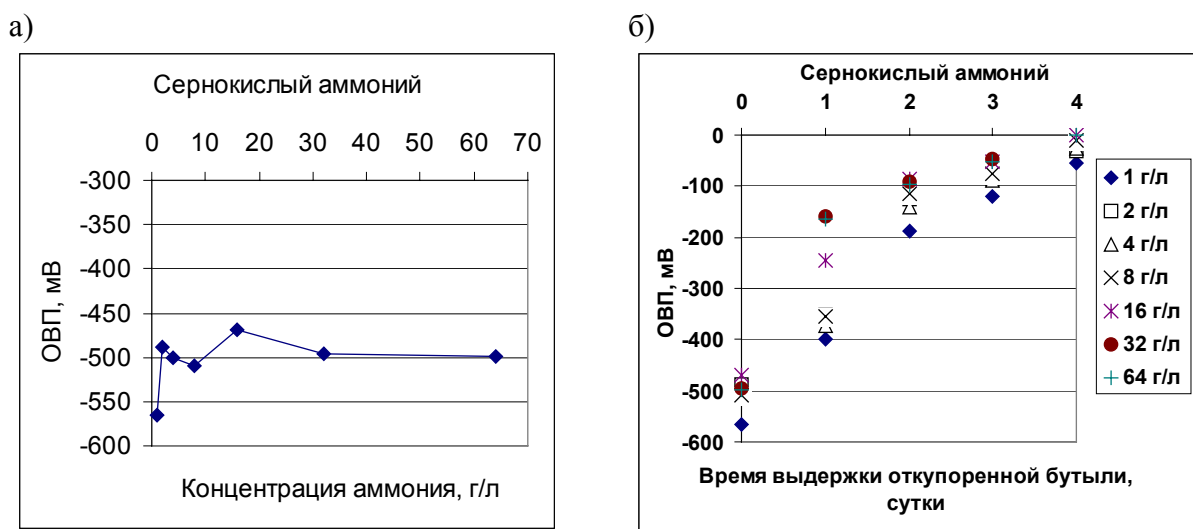 а)
Сернокислый аммоний
0 10 20 30 40 50 60 70
-300
-350
-400
-450
-500
-550
-600
ОВП, мВ
Концентрация аммония, г/л
б)
Сернокислый аммоний
0 1 2 3 4
0
-100
-200
-300
-400
-500
-600
ОВП, мВ
Время выдержки откупоренной бутыли,
сутки
1 г/л
2 г/л
4 г/л
8 г/л
16 г/л
32 г/л
64 г/л